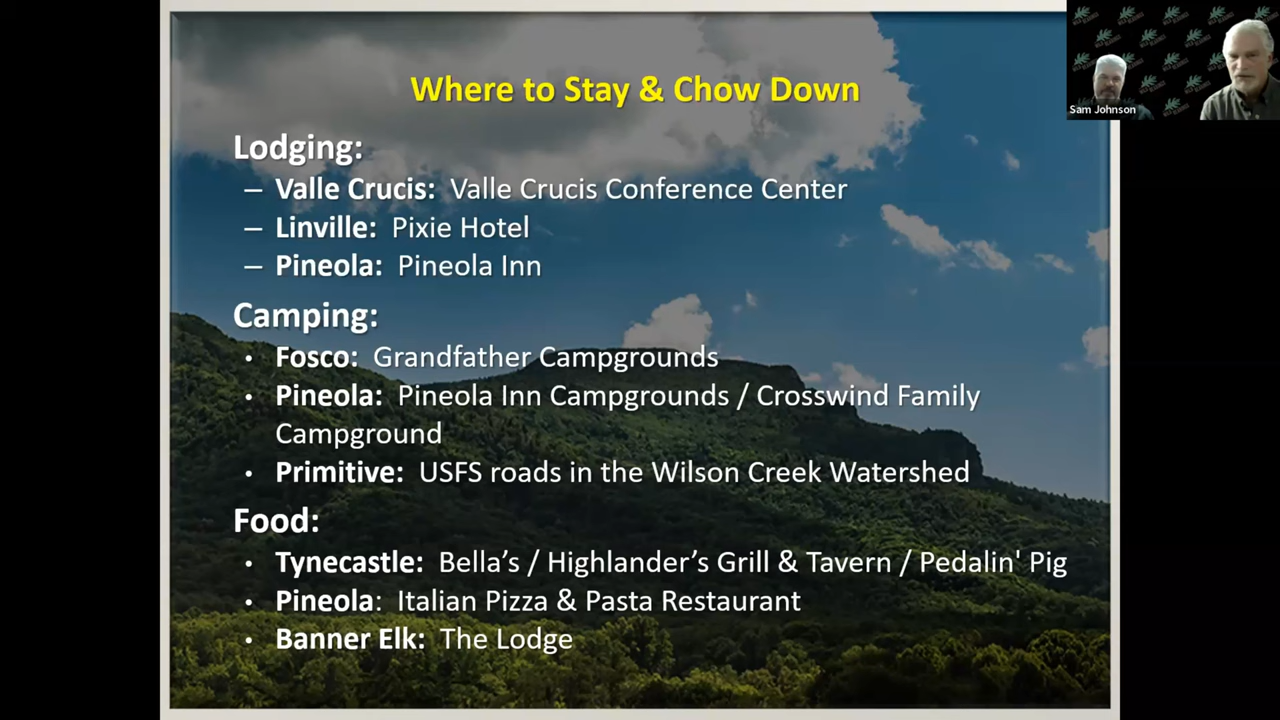 Where to Stay & Chow Down
Lodging:
– Valle Crucis: Valle Crucis Conference Center
– Linville: Pixie Hotel
– Pineola: Pineola Inn
Camping:
• Fosco: Grandfather Campgrounds
• Pineola: Pineola Inn Campgrounds / Crosswind Family
Campground
• Primitive: USFS roads in the Wilson Creek Watershed
Food:
• Tynecastle: Bella’s / Highlander’s Grill & Tavern / Pedalin' Pig
• Pineola: Italian Pizza & Pasta Restaurant
• Banner Elk: The Lodge
Sam Johnson